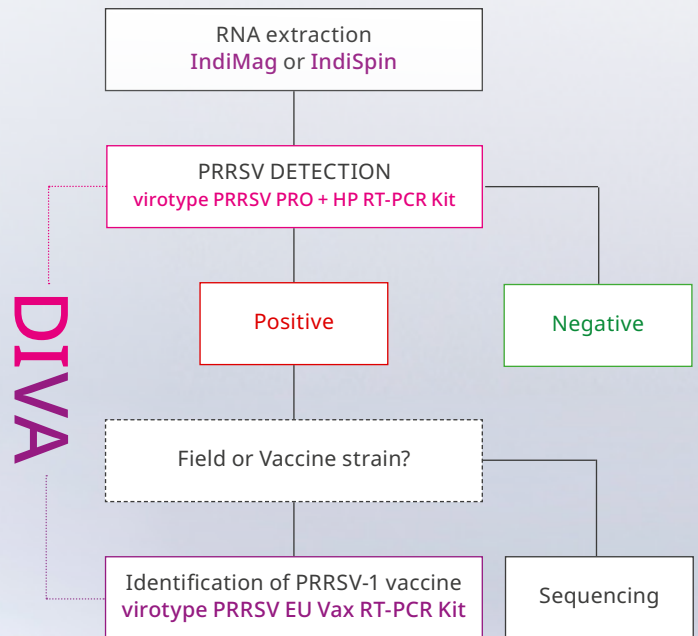 RNA extraction
IndiMag or IndiSpin
PRRSV DETECTION
virotype PRRSV PRO + HP RT-PCR Kit
Positive
Negative
DIVA
Field or Vaccine strain?
Identification of PRRSV-1 vaccine
virotype PRRSV EU Vax RT-PCR Kit
Sequencing